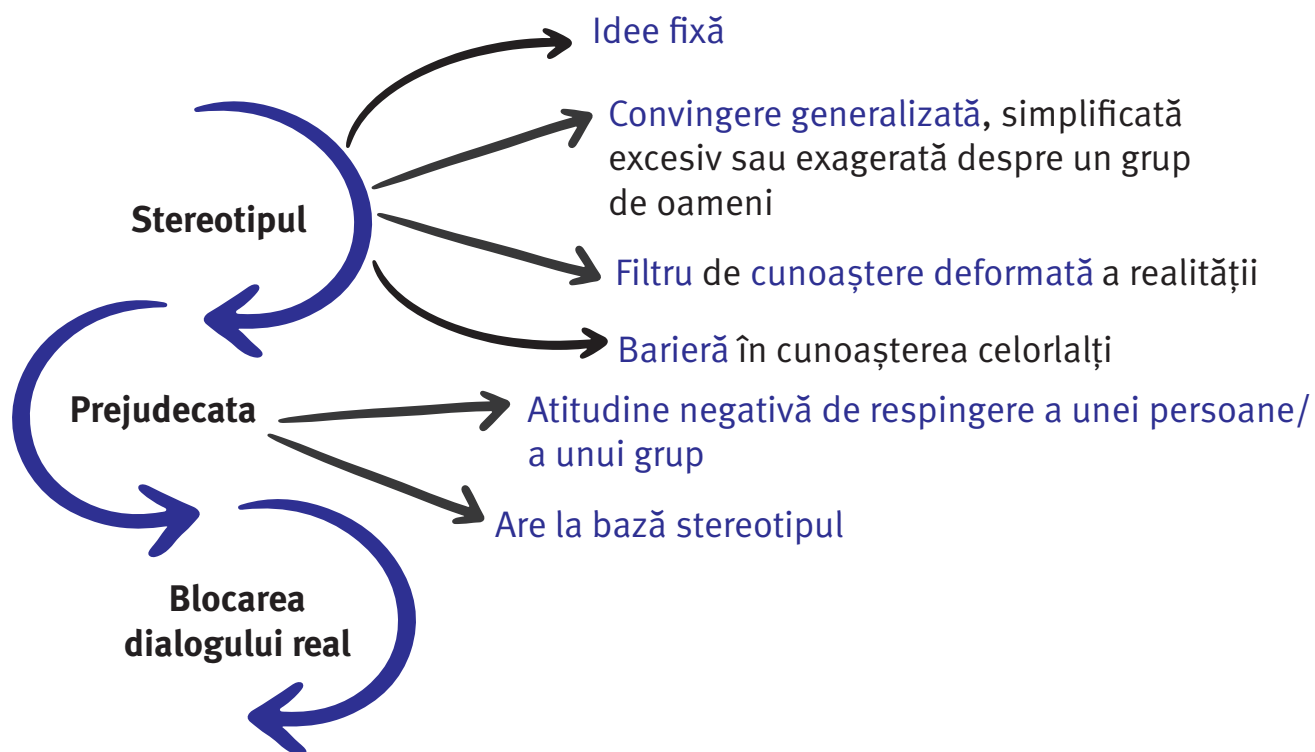 Idee fixă
Convingere generalizată, simplificată
excesiv sau exagerată despre un grup
de oameni
Stereotipul
Filtru de cunoaștere deformată a realității
Barieră în cunoașterea celorlalți
Prejudecata
Atitudine negativă de respingere a unei persoane/
a unui grup
Are la bază stereotipul
Blocarea
dialogului real